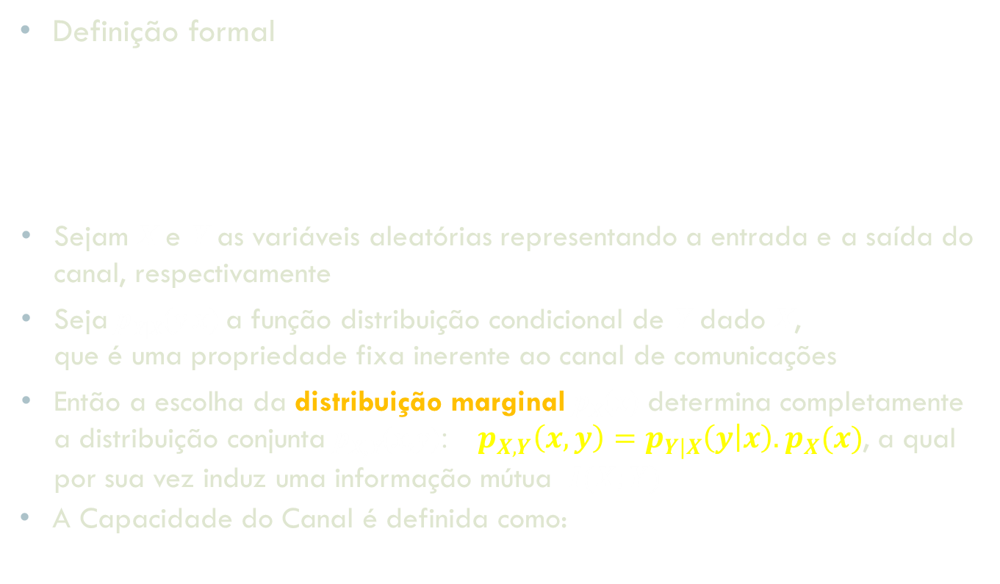 • Definição formal
• Sejam e as variáveis aleatórias representando a entrada e a saída do
canal, respectivamente
• Seja a função distribuição condicional de dado ,
que é uma propriedade fixa inerente ao canal de comunicações
• Então a escolha da distribuição marginal determina completamente
a distribuição conjunta : p_{X,Y}(x, y) = p_{Y|X}(y|x). p_X(x), a qual
por sua vez induz uma informação mútua
• A Capacidade do Canal é definida como: